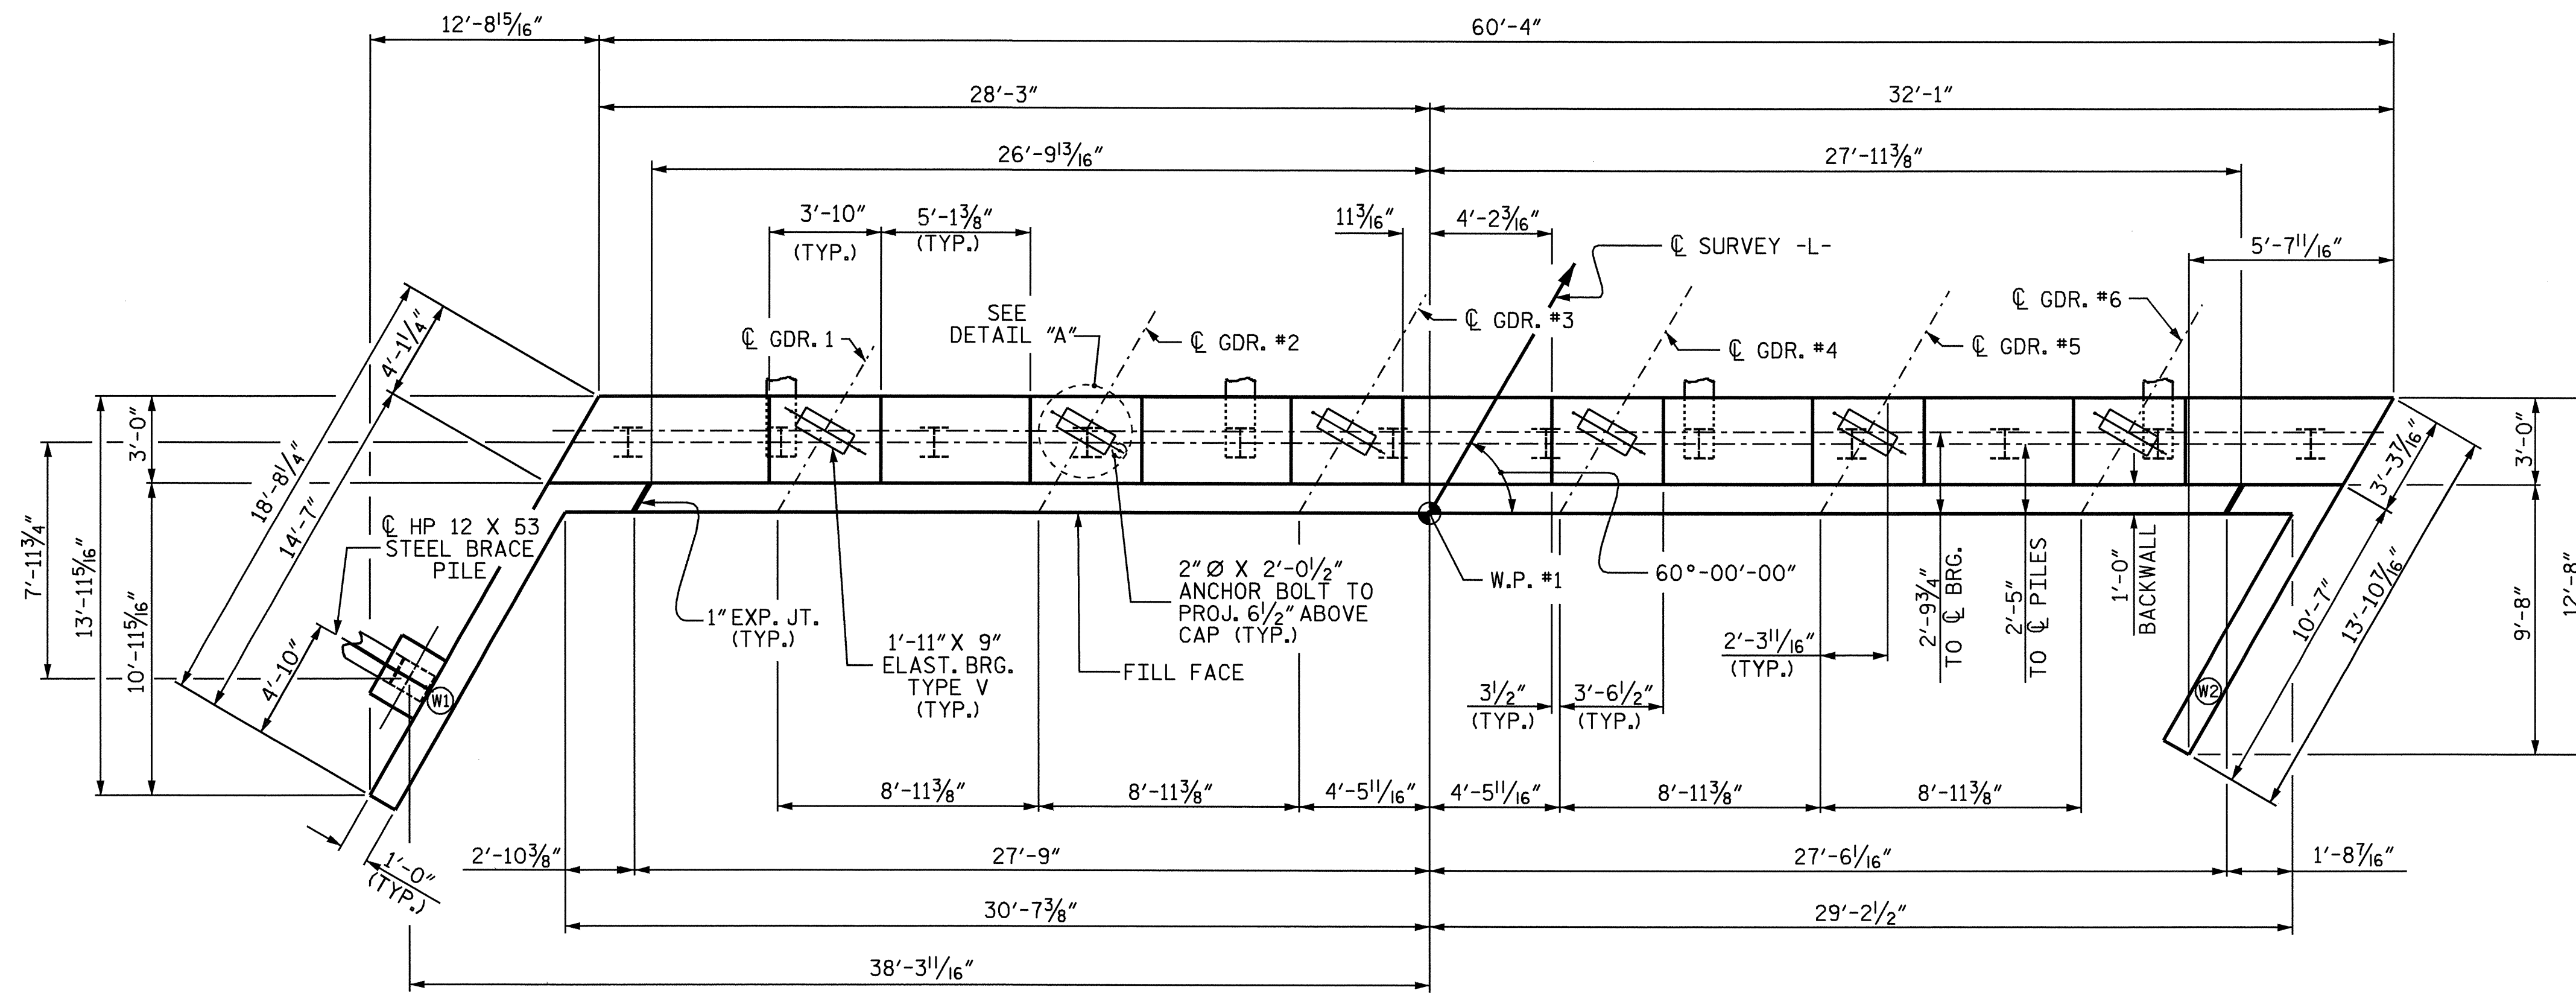 12'-8 15/16"
60'-4"
28'-3"
32'-1"
26'-9 13/16"
27'-11 3/8"
3'-10"
(TYP.)
5'-1 3/8"
(TYP.)
11 3/16"
4'-2 3/16"
℄ SURVEY -L-
5'-7 11/16"
SEE
DETAIL "A"
℄ GDR. 1
℄ GDR. #2
℄ GDR. #3
℄ GDR. #4
℄ GDR. #5
℄ GDR. #6
4'-1 1/4"
18'-8 1/4"
14'-7"
4'-10"
3'-0"
7'-11 3/4"
13'-11 15/16"
10'-11 15/16"
℄ HP 12 X 53
STEEL BRACE
PILE
W1
1" EXP. JT.
(TYP.)
1'-11" X 9"
ELAST. BRG.
TYPE V
(TYP.)
FILL FACE
2" Ø X 2'-0 1/2"
ANCHOR BOLT TO
PROJ. 6 1/2" ABOVE
CAP (TYP.)
W.P. #1
60°-00'-00"
3 1/2"
(TYP.)
3'-6 1/2"
(TYP.)
2'-3 11/16"
(TYP.)
2'-9 3/4"
TO ℄ BRG.
2'-5"
TO ℄ PILES
1'-0"
BACKWALL
W2
3'-3 7/16"
10'-7"
13'-10 7/16"
3'-0"
9'-8"
12'-8"
8'-11 3/8"
8'-11 3/8"
4'-5 11/16"
4'-5 11/16"
8'-11 3/8"
8'-11 3/8"
1'-0"
(TYP.)
2'-10 3/8"
27'-9"
27'-6 1/16"
1'-8 7/16"
30'-7 3/8"
29'-2 1/2"
38'-3 11/16"